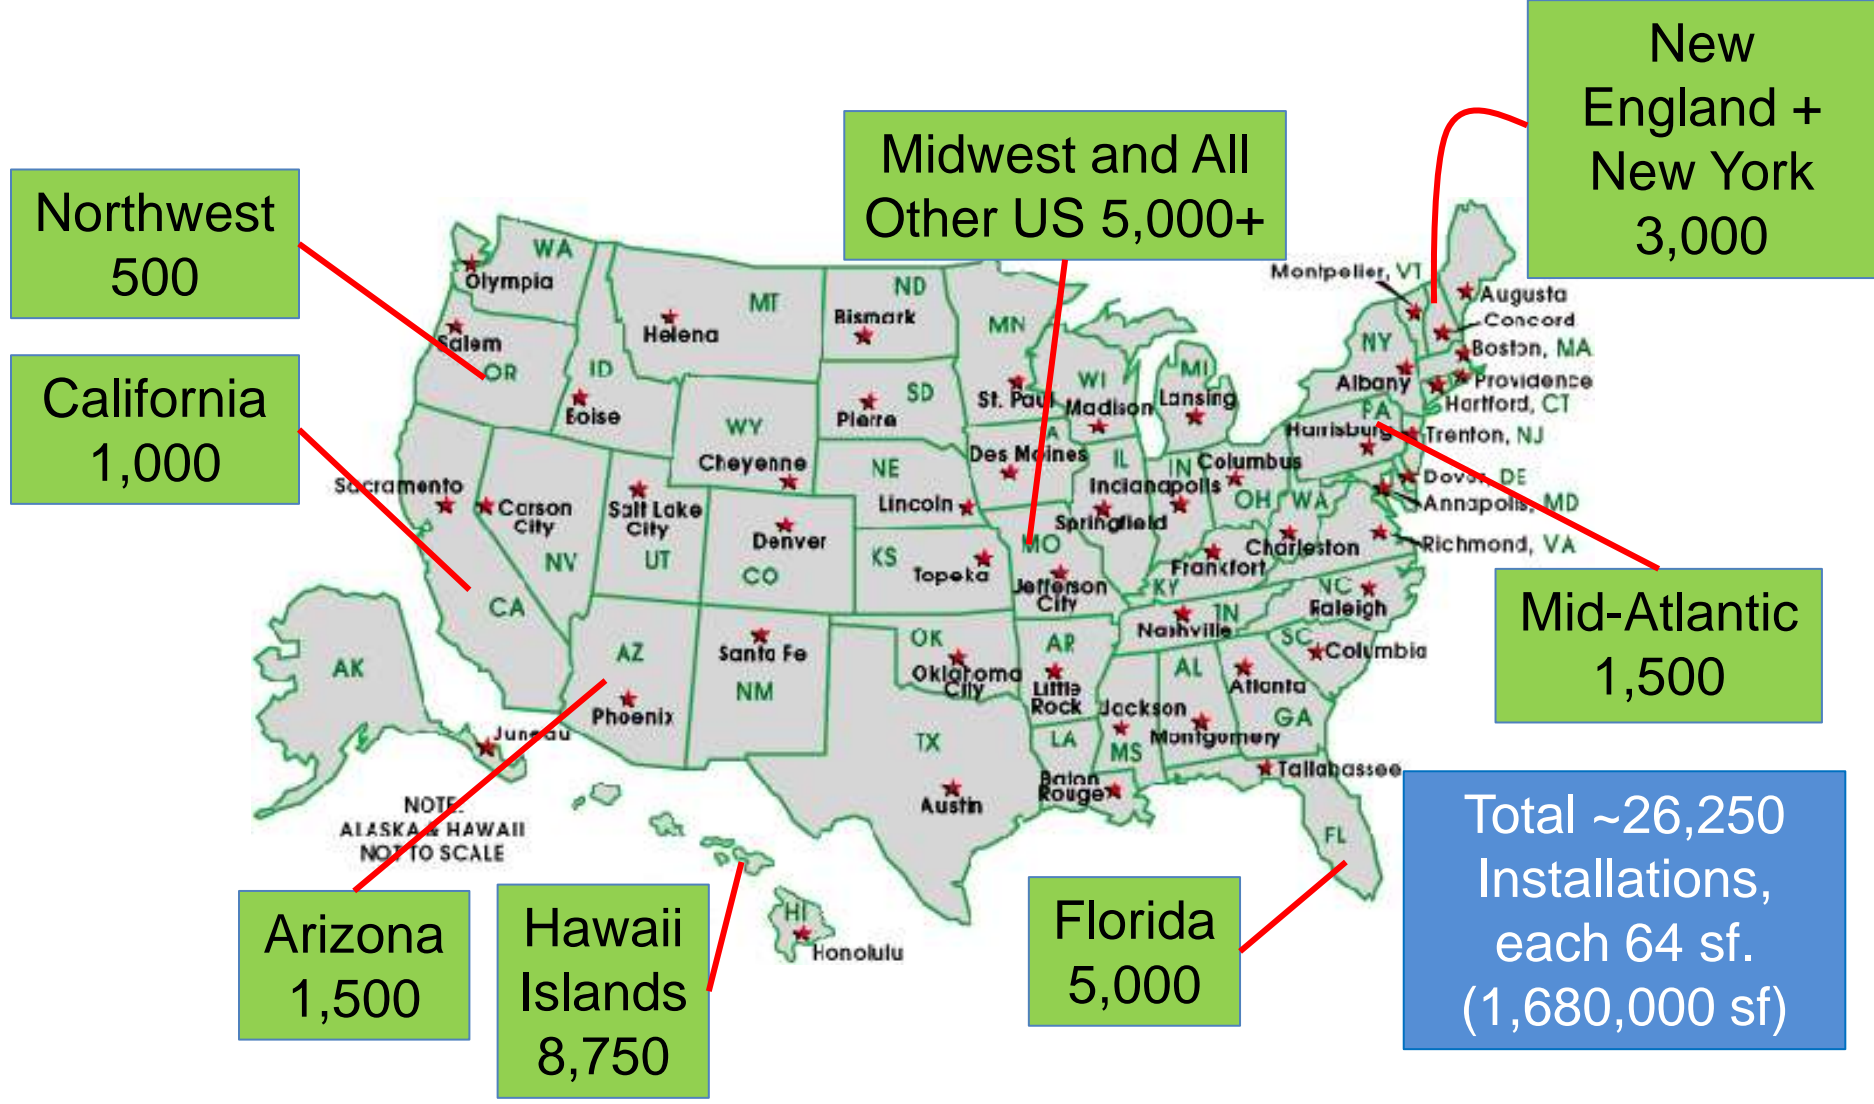 New
England +
New York
3,000
Midwest and All
Other US 5,000+
Northwest
500
California
1,000
Mid-Atlantic
1,500
Arizona
1,500
Hawaii
Islands
8,750
Florida
5,000
Total ~26,250
Installations,
each 64 sf.
(1,680,000 sf)
WA
Olympia
Salem
OR
ID
Boise
MT
Helena
ND
Bismark
SD
Pierre
MN
St. Paul
WI
Madison
MI
Lansing
Montpelier, VT
Augusta
Concord
Boston, MA
Providence
Hartford, CT
NY
Albany
PA
Harrisburg
Trenton, NJ
Dover, DE
Annapolis, MD
Richmond, VA
WY
Cheyenne
NE
Lincoln
Des Moines
IL
Springfield
IN
Indianapolis
Columbus
OH
WA
Charleston
Sacramento
CA
Carson
City
NV
Salt Lake
City
UT
Denver
CO
KS
Topeka
MO
Jefferson
City
KY
Frankfort
NC
Raleigh
TN
Nashville
SC
Columbia
AZ
Phoenix
Santa Fe
NM
OK
Oklahoma
City
AR
Little
Rock
TX
Austin
LA
Baton
Rouge
Jackson
MS
AL
Montgomery
Atlanta
GA
Tallahassee
FL
AK
Juneau
HI
Honolulu
NOTE:
ALASKA & HAWAII
NOT TO SCALE